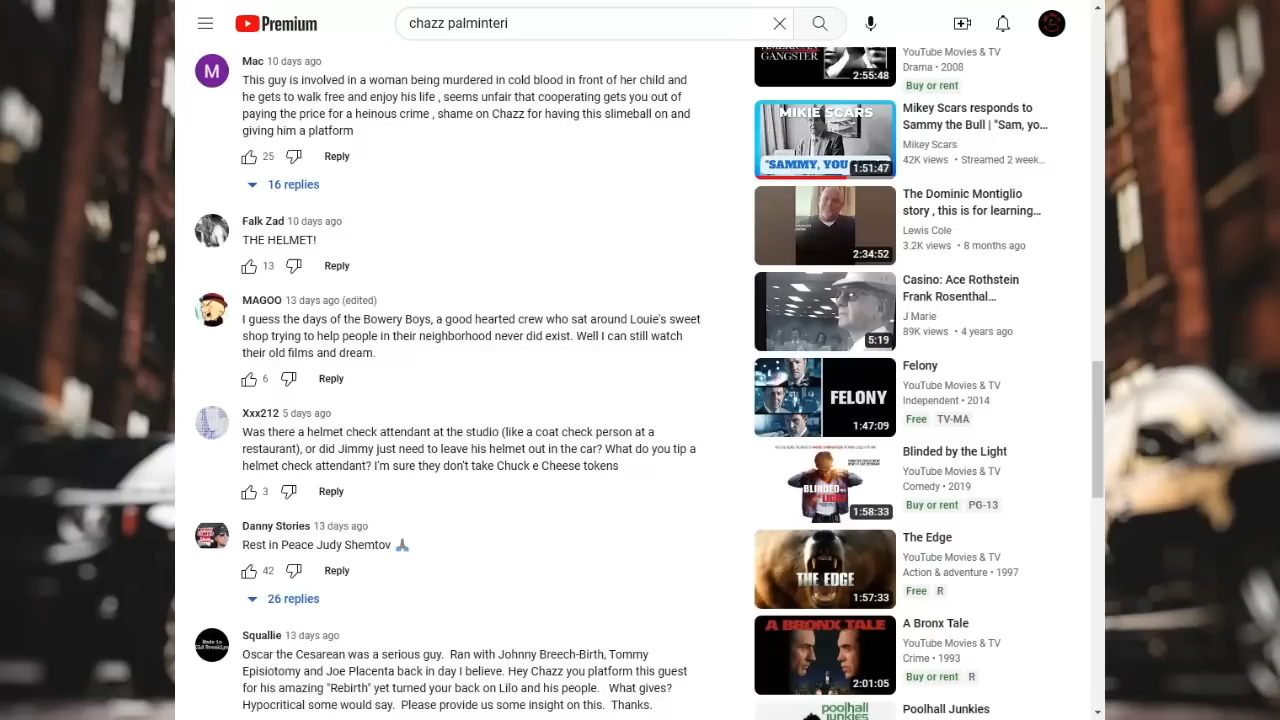 Premium
chazz palminteri
Mac 10 days ago
This guy is involved in a woman being murdered in cold blood in front of her child and
he gets to walk free and enjoy his life , seems unfair that cooperating gets you out of
paying the price for a heinous crime , shame on Chazz for having this slimeball on and
giving him a platform
25 Reply
16 replies
Falk Zad 10 days ago
THE HELMET!
13 Reply
MAGOO 13 days ago (edited)
I guess the days of the Bowery Boys, a good hearted crew who sat around Louie's sweet
shop trying to help people in their neighborhood never did exist. Well I can still watch
their old films and dream.
6 Reply
Xxx212 5 days ago
Was there a helmet check attendant at the studio (like a coat check person at a
restaurant), or did Jimmy just need to leave his helmet out in the car? What do you tip a
helmet check attendant? I'm sure they don't take Chuck e Cheese tokens
3 Reply
Danny Stories 13 days ago
Rest in Peace Judy Shemtov 🙏🏽
42 Reply
26 replies
Made in
Old Brooklyn
Squallie 13 days ago
Oscar the Cesarean was a serious guy. Ran with Johnny Breech-Birth, Tommy
Episiotomy and Joe Placenta back in day I believe. Hey Chazz you platform this guest
for his amazing "Rebirth" yet turned your back on Lilo and his people. What gives?
Hypocritical some would say. Please provide us some insight on this. Thanks.
M
GANGSTER
2:55:48
YouTube Movies & TV
Drama • 2008
Buy or rent
MIKIE SCARS
"SAMMY, YOU
1:51:47
Mikey Scars responds to
Sammy the Bull | "Sam, yo...
Mikey Scars
42K views • Streamed 2 week...
2:34:52
The Dominic Montiglio
story , this is for learning...
Lewis Cole
3.2K views • 8 months ago
5:19
Casino: Ace Rothstein
Frank Rosenthal...
J Marie
89K views • 4 years ago
FELONY
1:47:09
Felony
YouTube Movies & TV
Independent • 2014
Free TV-MA
BLINDED
LIGHT
1:58:33
Blinded by the Light
YouTube Movies & TV
Comedy • 2019
Buy or rent PG-13
THE EDGE
1:57:33
The Edge
YouTube Movies & TV
Action & adventure • 1997
Free R
A BRONX TALE
2:01:05
A Bronx Tale
YouTube Movies & TV
Crime • 1993
Buy or rent R
poolhall
junkies
Poolhall Junkies